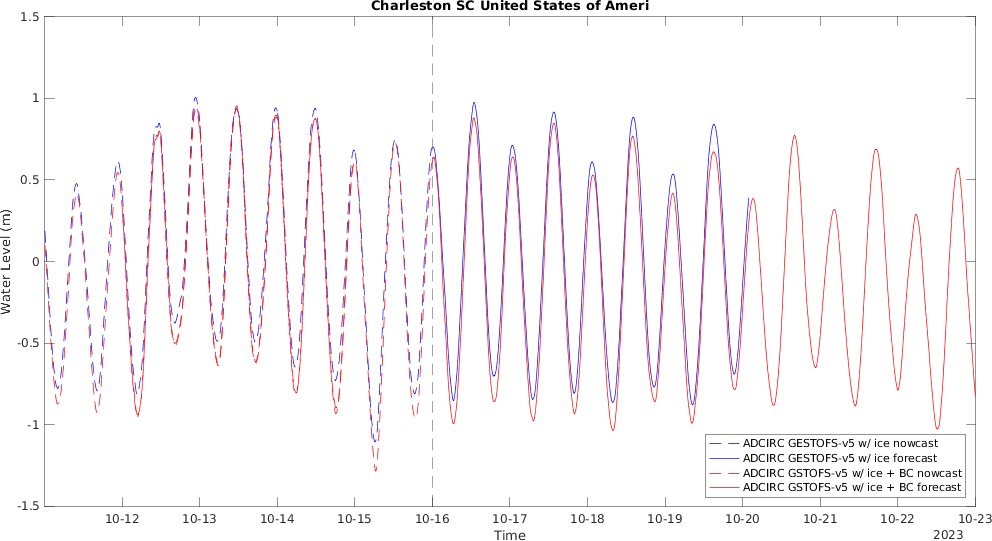 Charleston SC United States of Ameri
1.5
1
0.5
0
-0.5
-1
-1.5
Water Level (m)
10-12
10-13
10-14
10-15
10-16
10-17
10-18
10-19
10-20
10-21
10-22
10-23
Time
2023
ADCIRC GESTOFS-v5 w/ ice nowcast
ADCIRC GESTOFS-v5 w/ ice forecast
ADCIRC GSTOFS-v5 w/ ice + BC nowcast
ADCIRC GSTOFS-v5 w/ ice + BC forecast